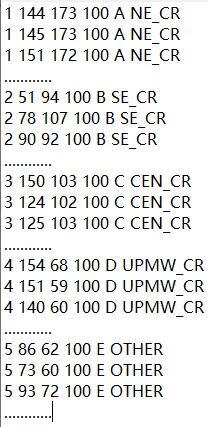 1 144 173 100 A NE_CR
1 145 173 100 A NE_CR
1 151 172 100 A NE_CR
............
2 51 94 100 B SE_CR
2 78 107 100 B SE_CR
2 90 92 100 B SE_CR
............
3 150 103 100 C CEN_CR
3 124 102 100 C CEN_CR
3 125 103 100 C CEN_CR
............
4 154 68 100 D UPMW_CR
4 151 59 100 D UPMW_CR
4 140 60 100 D UPMW_CR
............
5 86 62 100 E OTHER
5 73 60 100 E OTHER
5 93 72 100 E OTHER
............